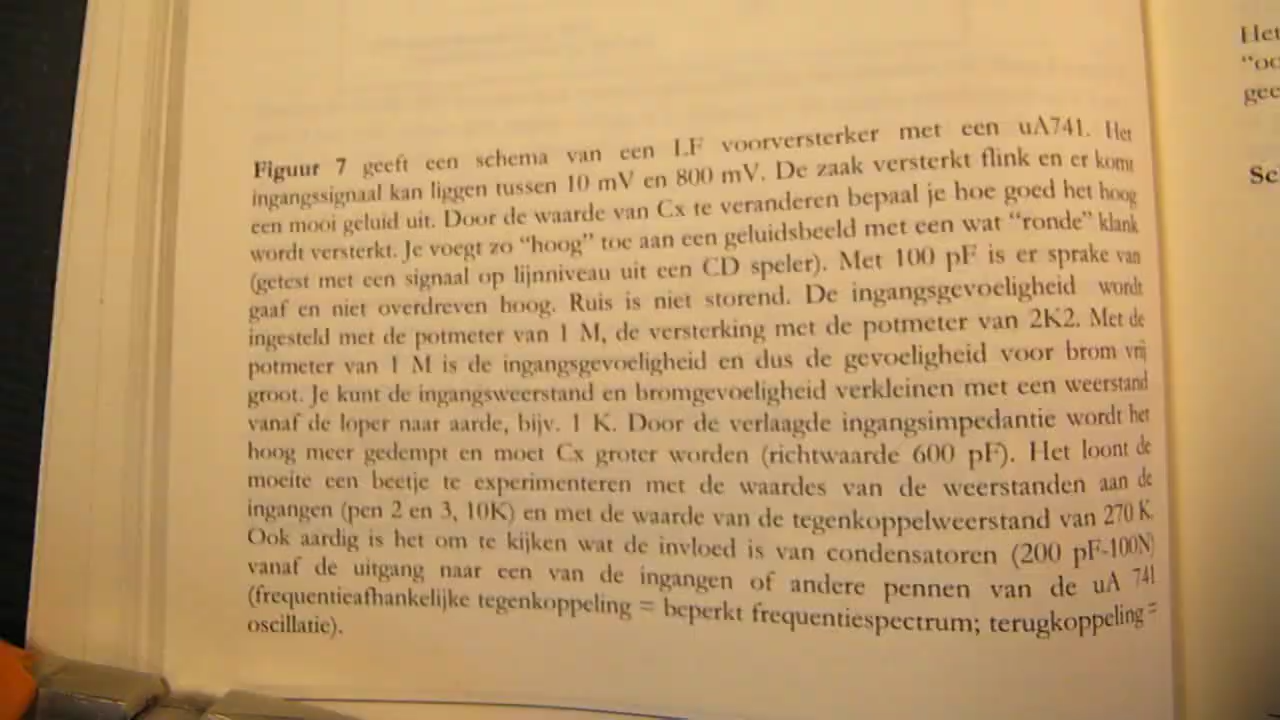 Figuur 7 geeft een schema van een LF voorversterker met een uA741. Het
ingangssignaal kan liggen tussen 10 mV en 800 mV. De zaak versterkt flink en er komt
een mooi geluid uit. Door de waarde van Cx te veranderen bepaal je hoe goed het hoog
wordt versterkt. Je voegt zo “hoog” toe aan een geluidsbeeld met een wat “ronde” klank
(getest met een signaal op lijnniveau uit een CD speler). Met 100 pF is er sprake van
gaaf en niet overdreven hoog. Ruis is niet storend. De ingangsgevoeligheid wordt
ingesteld met de potmeter van 1 M, de versterking met de potmeter van 2K2. Met de
potmeter van 1 M is de ingangsgevoeligheid en dus de gevoeligheid voor brom vrij
groot. Je kunt de ingangsweerstand en bromgevoeligheid verkleinen met een weerstand
vanaf de loper naar aarde, bijv. 1 K. Door de verlaagde ingangsimpedantie wordt het
hoog meer gedempt en moet Cx groter worden (richtwaarde 600 pF). Het loont de
moeite een beetje te experimenteren met de waardes van de weerstanden aan de
ingangen (pen 2 en 3, 10K) en met de waarde van de tegenkoppelweerstand van 270 K.
Ook aardig is het om te kijken wat de invloed is van condensatoren (200 pF-100N)
vanaf de uitgang naar een van de ingangen of andere pennen van de uA 741
(frequentieafhankelijke tegenkoppeling = beperkt frequentiespectrum; terugkoppeling =
oscillatie).
Het
“oo
gee
Sc